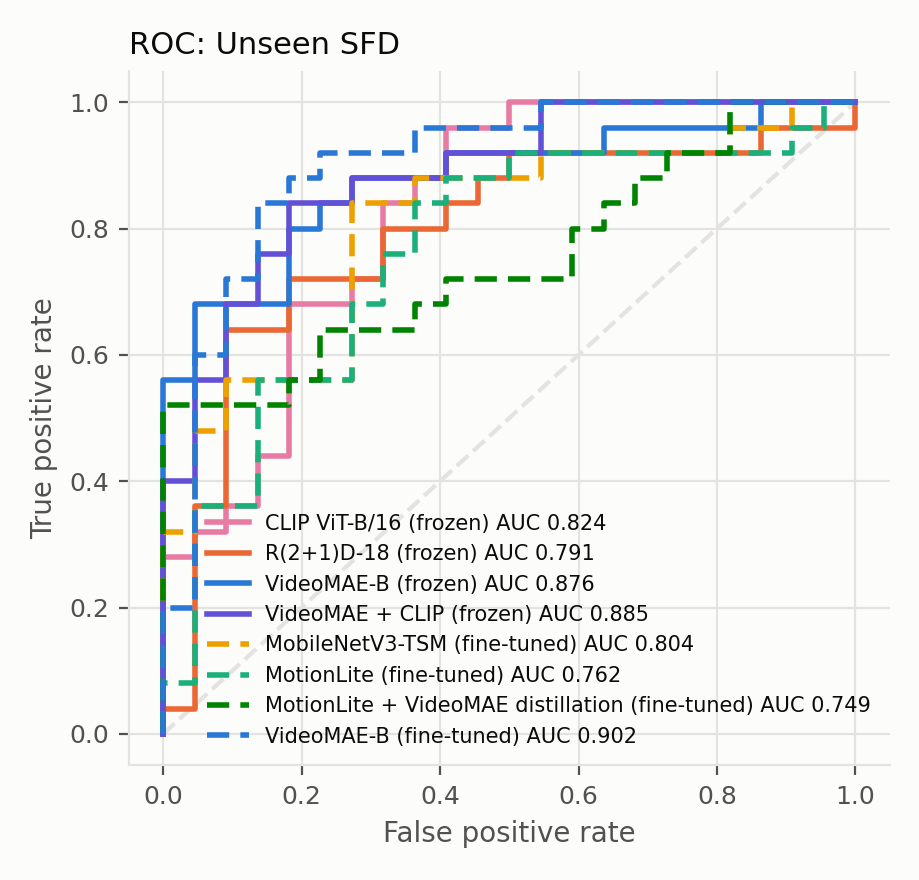 ROC: Unseen SFD
1.0
0.8
0.6
0.4
0.2
0.0
True positive rate
CLIP ViT-B/16 (frozen) AUC 0.824
R(2+1)D-18 (frozen) AUC 0.791
VideoMAE-B (frozen) AUC 0.876
VideoMAE + CLIP (frozen) AUC 0.885
MobileNetV3-TSM (fine-tuned) AUC 0.804
MotionLite (fine-tuned) AUC 0.762
MotionLite + VideoMAE distillation (fine-tuned) AUC 0.749
VideoMAE-B (fine-tuned) AUC 0.902
0.0 0.2 0.4 0.6 0.8 1.0
False positive rate